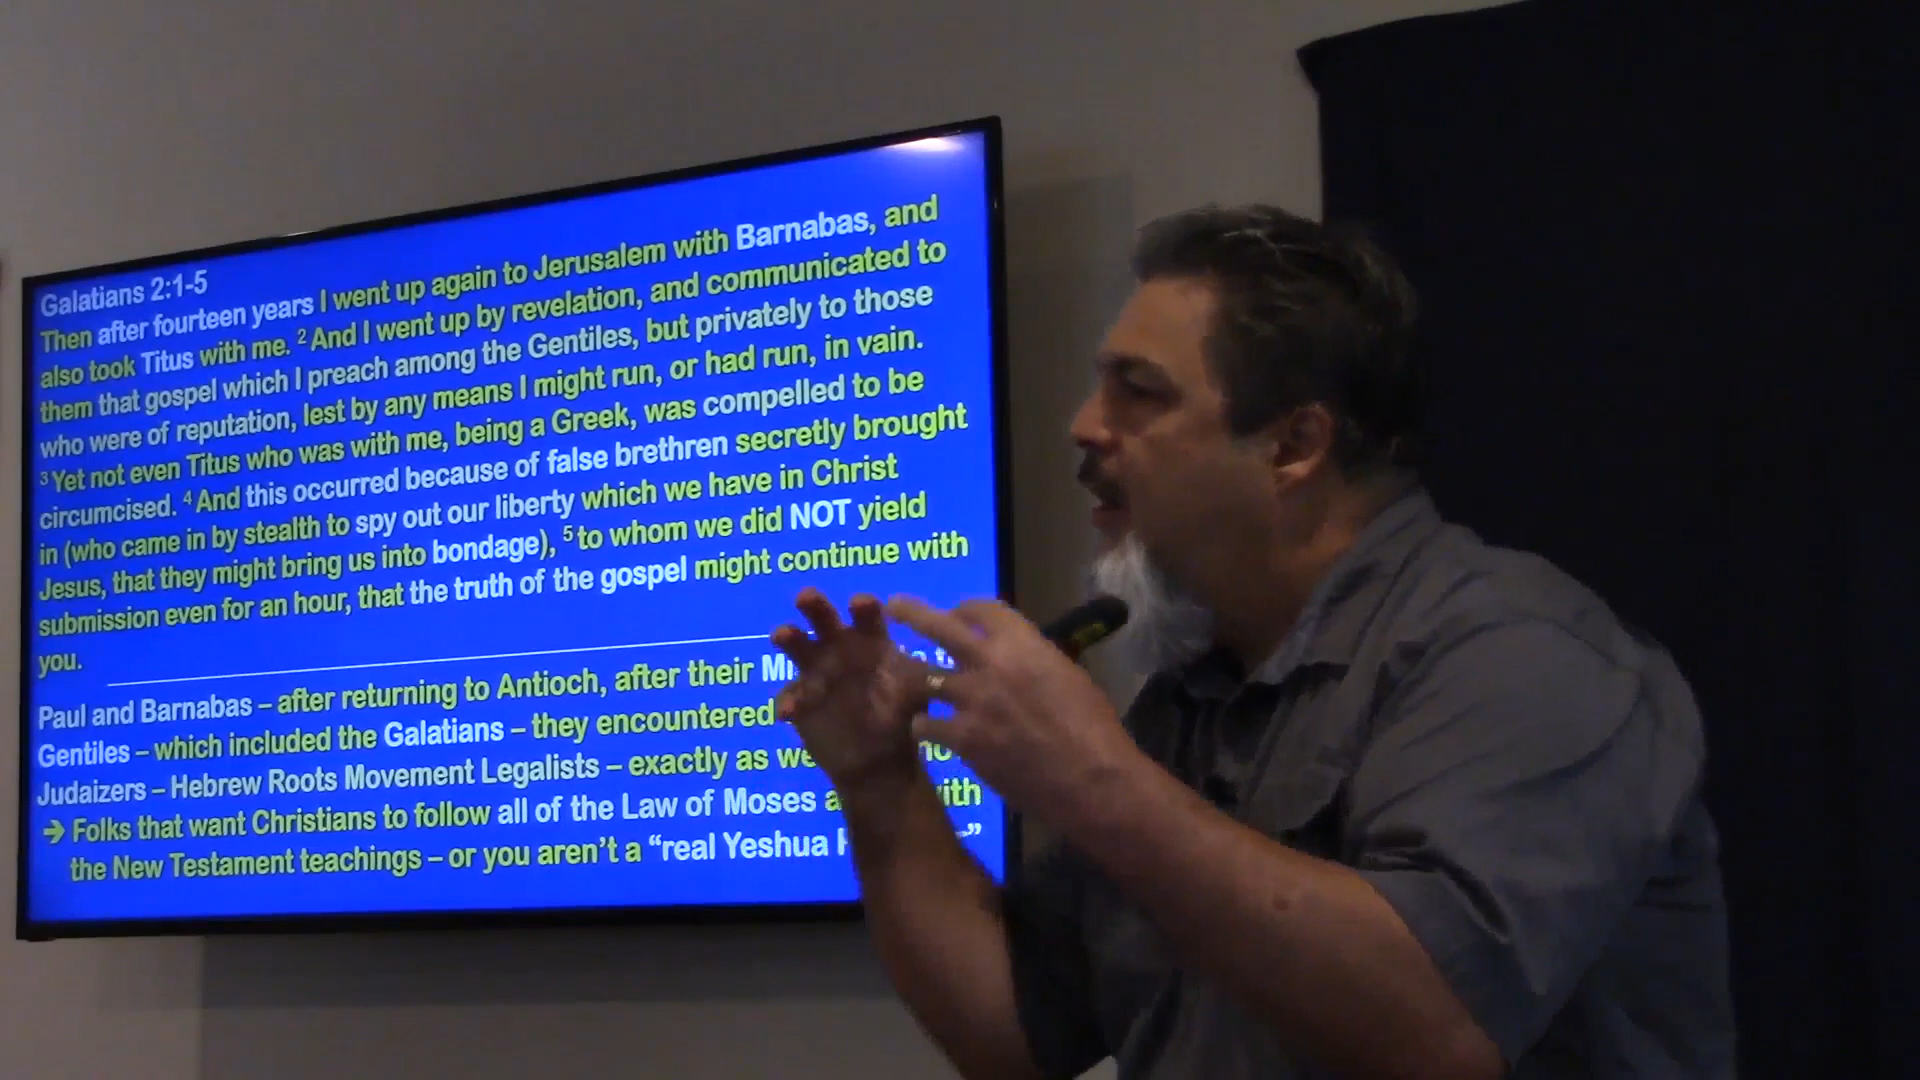 Galatians 2:1-5
Then after fourteen years I went up again to Jerusalem with Barnabas, and
also took Titus with me. 2 And I went up by revelation, and communicated to
them that gospel which I preach among the Gentiles, but privately to those
who were of reputation, lest by any means I might run, or had run, in vain.
3 Yet not even Titus who was with me, being a Greek, was compelled to be
circumcised. 4 And this occurred because of false brethren secretly brought
in (who came in by stealth to spy out our liberty which we have in Christ
Jesus, that they might bring us into bondage), 5 to whom we did NOT yield
submission even for an hour, that the truth of the gospel might continue with
you.
Paul and Barnabas – after returning to Antioch, after their
Gentiles – which included the Galatians – they encountered
Judaizers – Hebrew Roots Movement Legalists – exactly as
➔ Folks that want Christians to follow all of the Law of Moses
the New Testament teachings – or you aren't a “real Yeshua